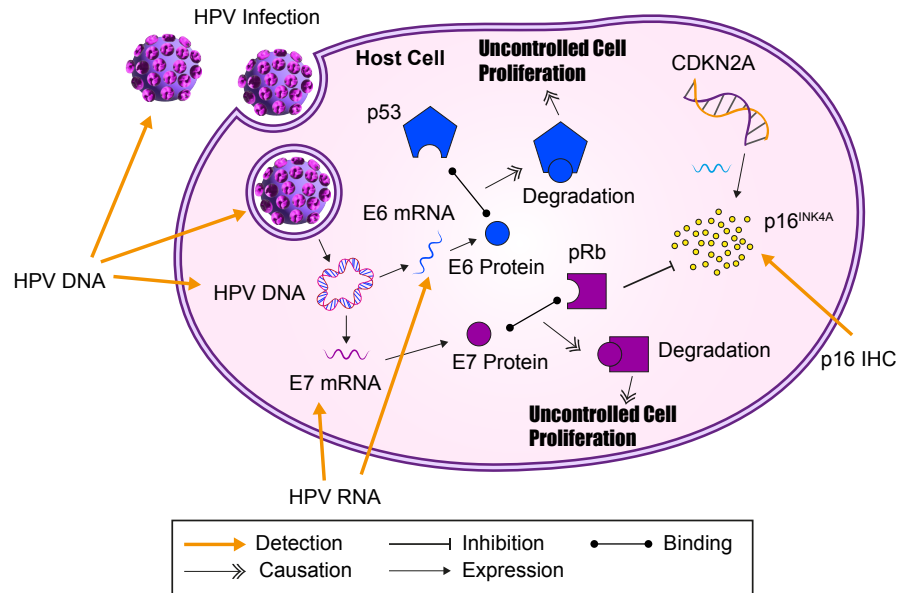 HPV Infection
Host Cell
Uncontrolled Cell
Proliferation
CDKN2A
p53
Degradation
E6 mRNA
p16INK4A
E6 Protein
pRb
HPV DNA
HPV DNA
E7 Protein
Degradation
p16 IHC
E7 mRNA
Uncontrolled Cell
Proliferation
HPV RNA
Detection
Inhibition
Binding
Causation
Expression